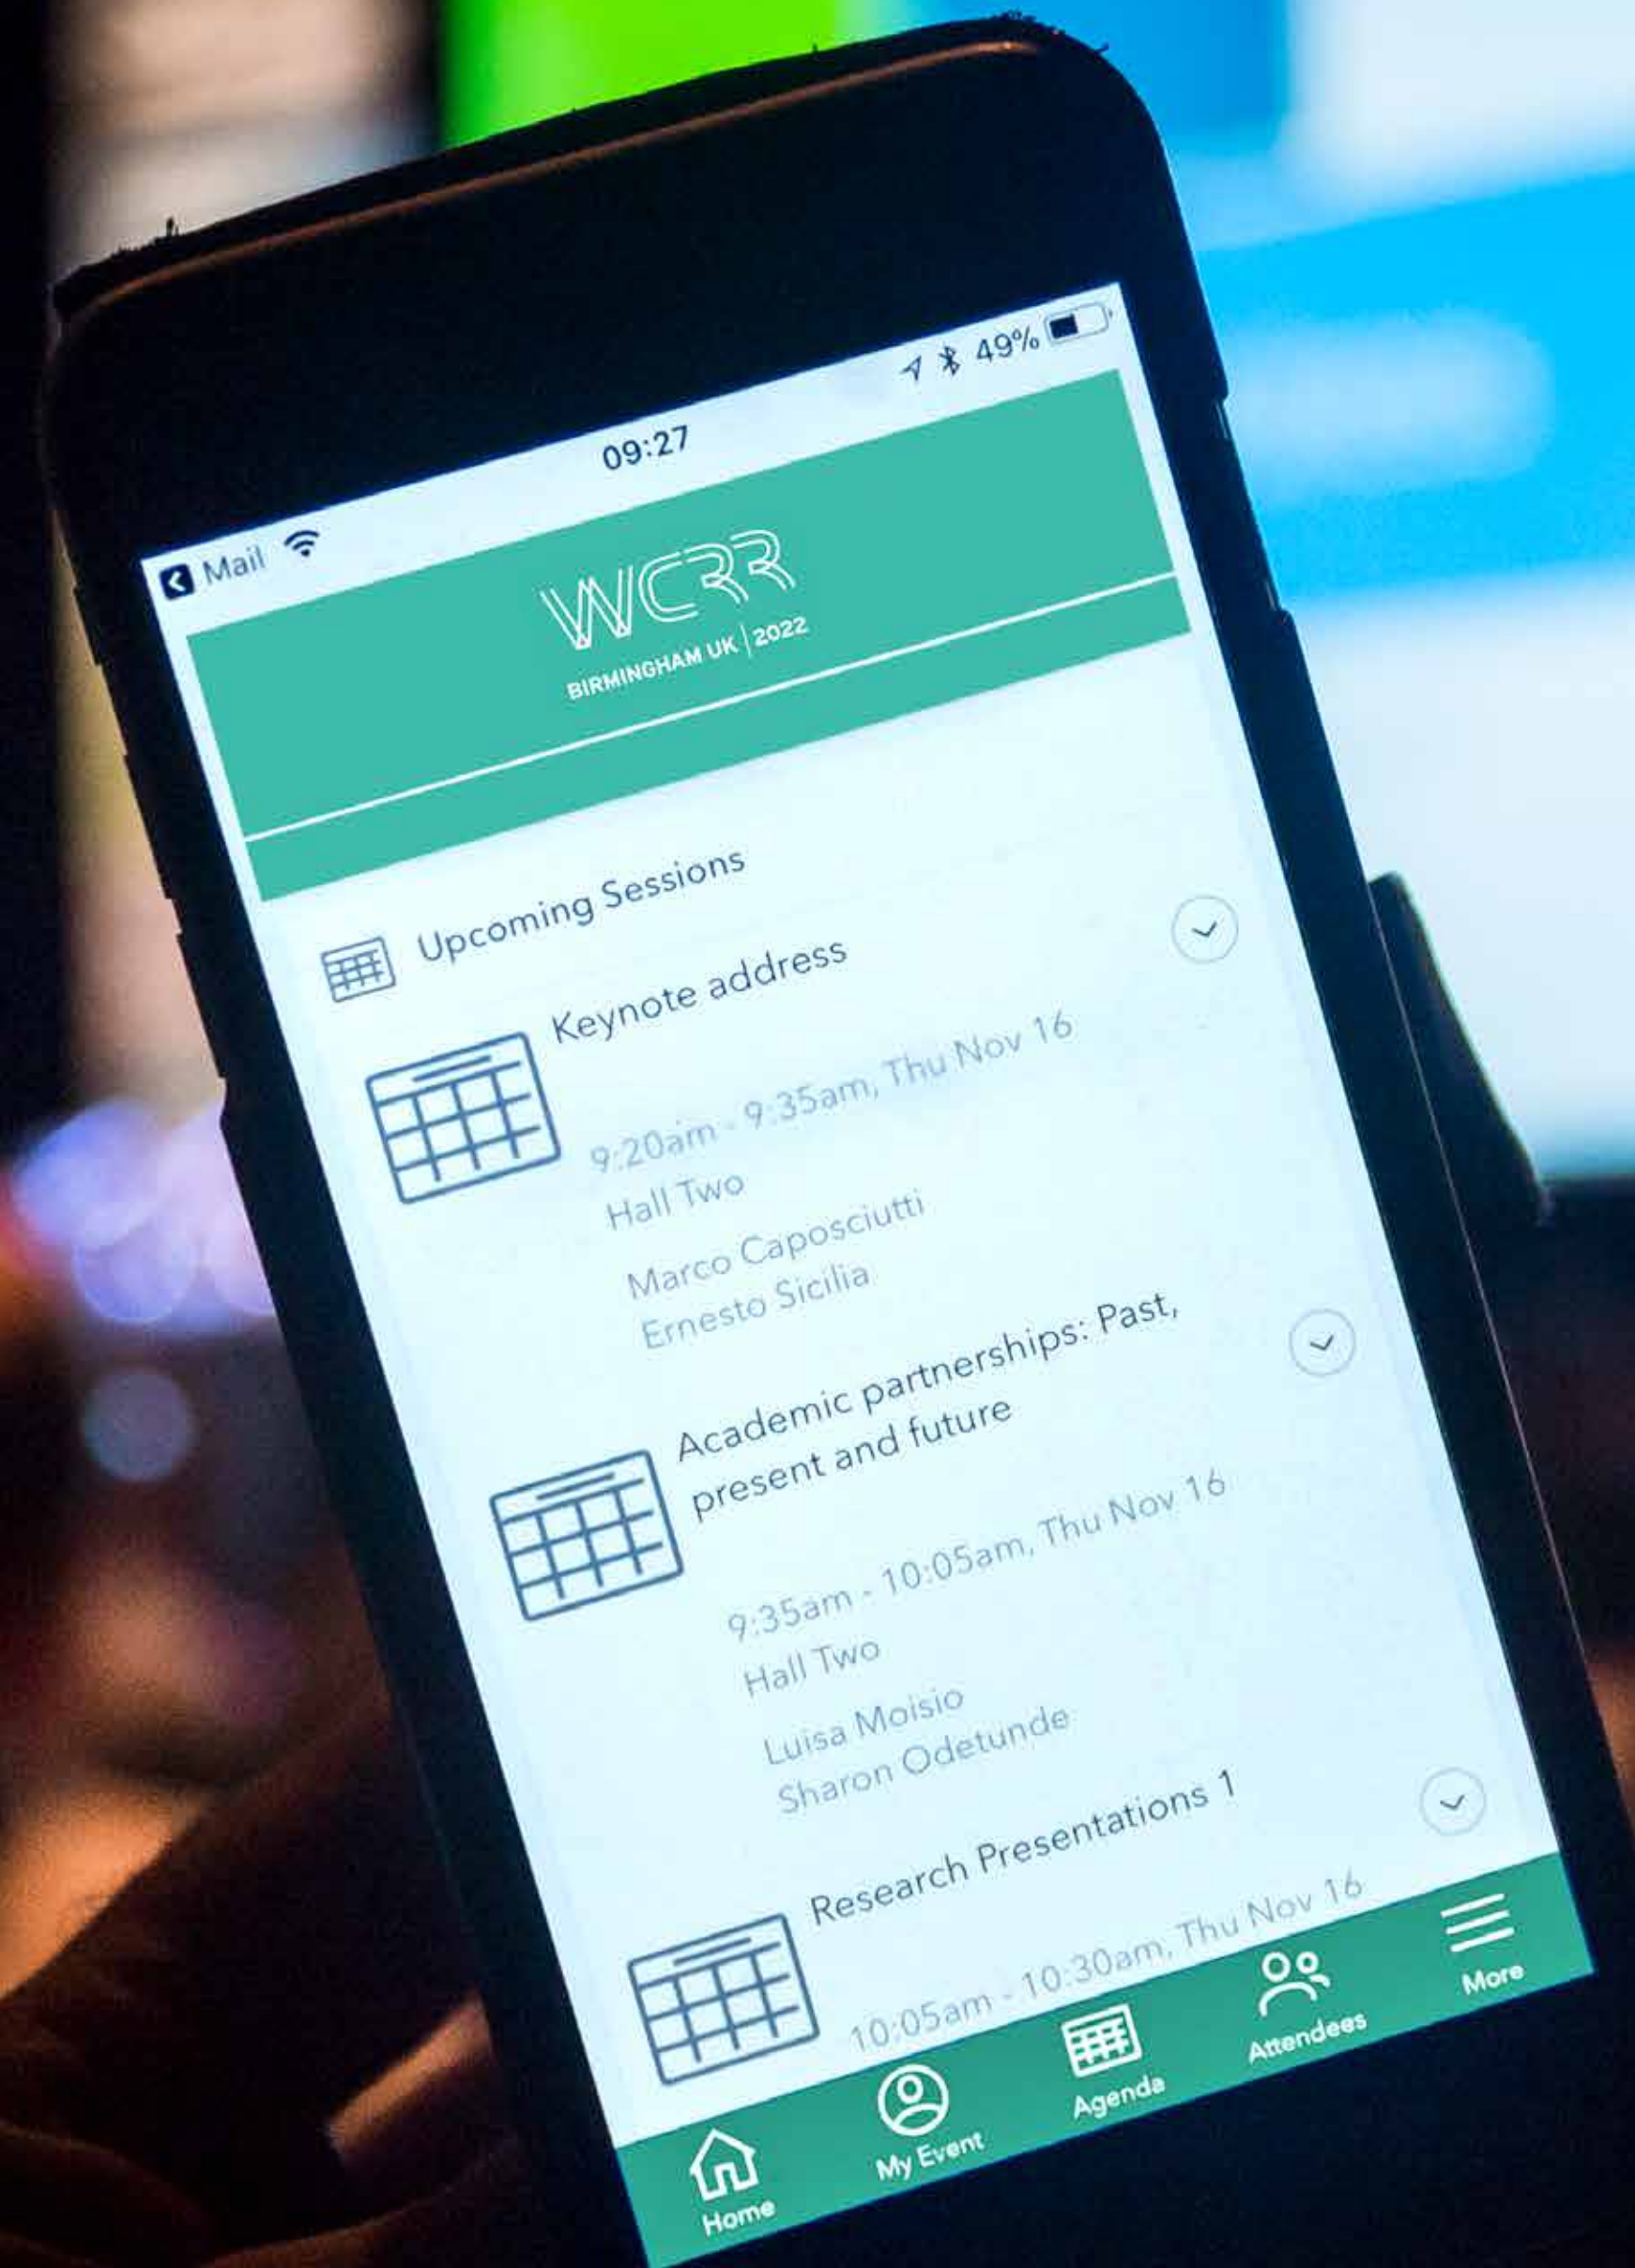 Mail
09:27
49%
WCRR
BIRMINGHAM UK | 2022
Upcoming Sessions
Keynote address
9:20am - 9:35am, Thu Nov 16
Hall Two
Marco Caposciutti
Ernesto Sicilia
Academic partnerships: Past,
present and future
9:35am - 10:05am, Thu Nov 16
Hall Two
Luisa Moisio
Sharon Odetunde
Research Presentations 1
10:05am - 10:30am, Thu Nov 16
Home
My Event
Agenda
Attendees
More